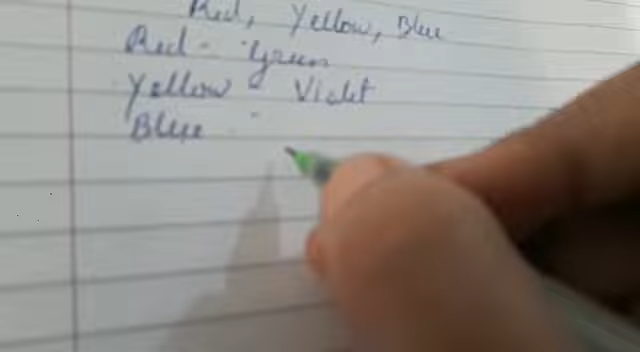 Red, Yellow, Blue
Red - Green
Yellow - Violet
Blue -